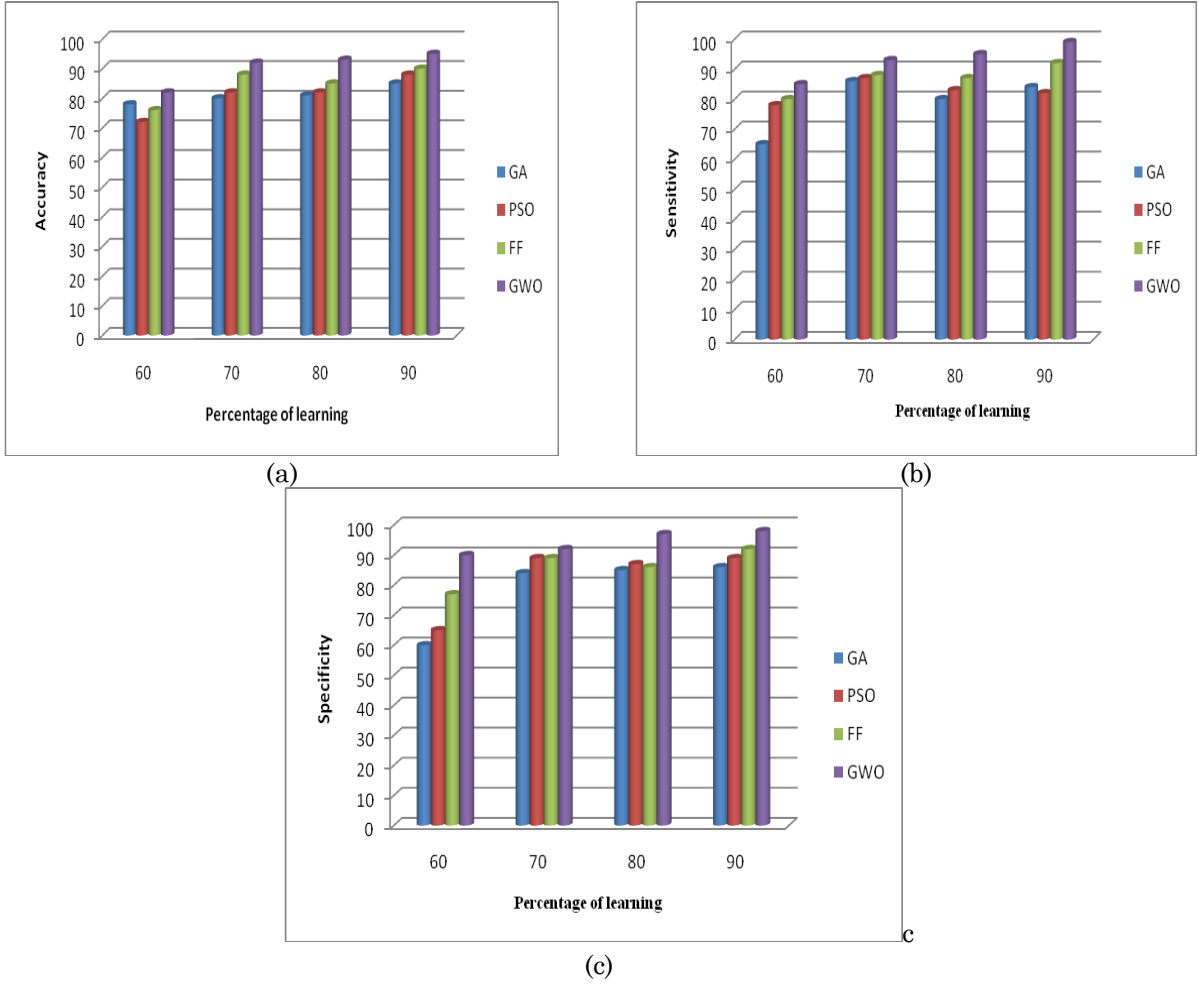 100
90
80
70
60
50
40
30
20
10
0
Accuracy
60 70 80 90
Percentage of learning
GA
PSO
FF
GWO
(a)
100
90
80
70
60
50
40
30
20
10
0
Sensitivity
60 70 80 90
Percentage of learning
GA
PSO
FF
GWO
(b)
100
90
80
70
60
50
40
30
20
10
0
Specificity
60 70 80 90
Percentage of learning
GA
PSO
FF
GWO
c
(c)